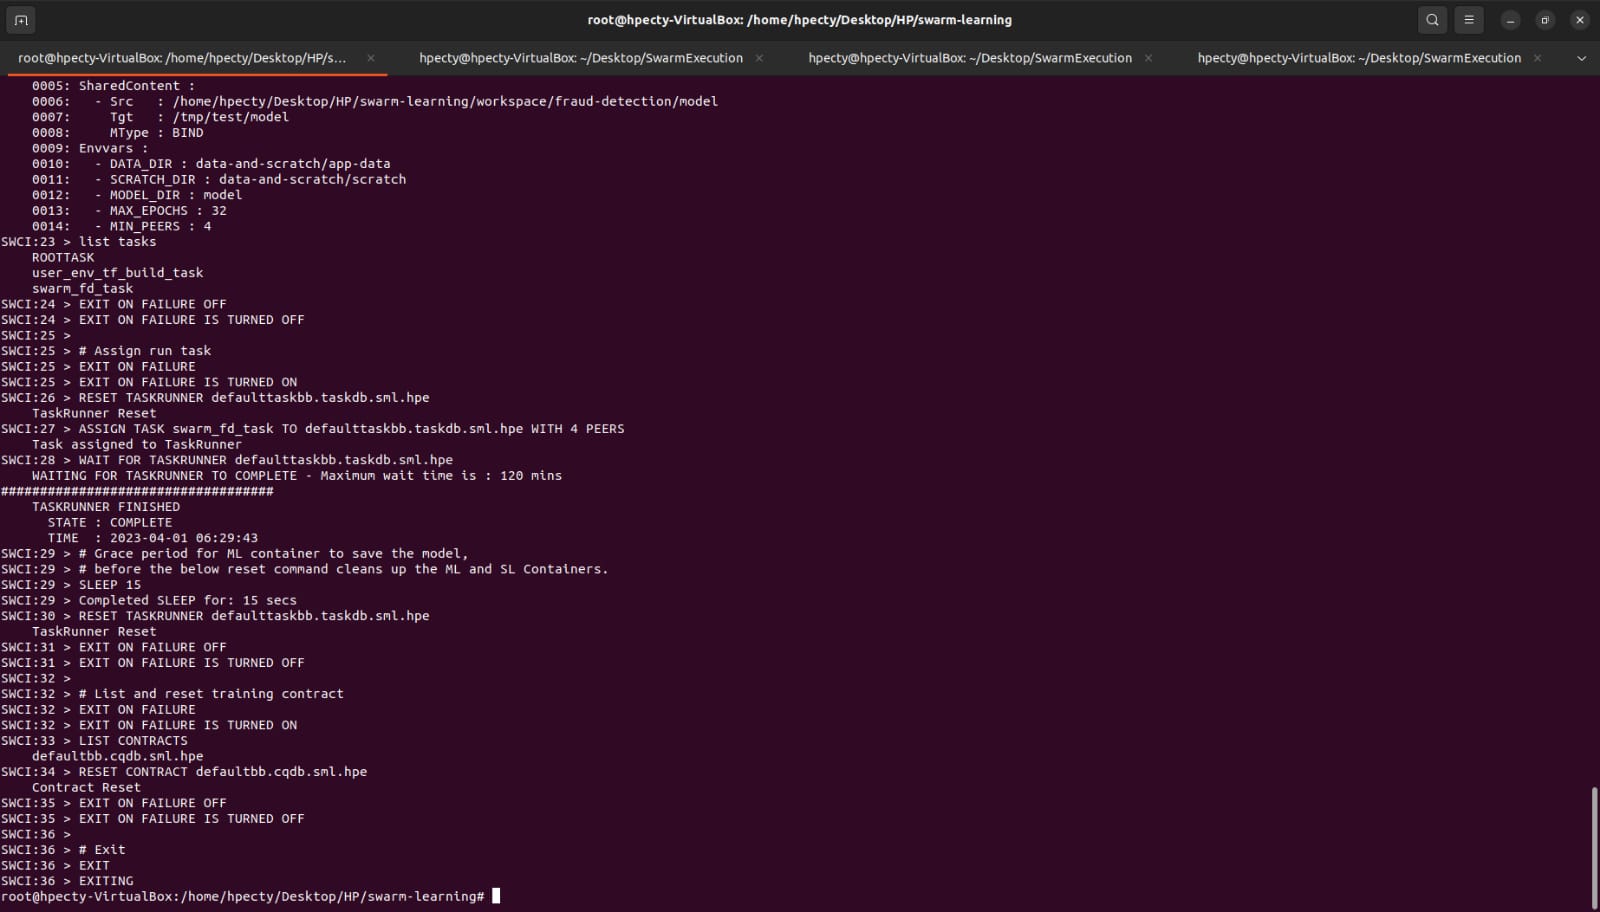 root@hpecty-VirtualBox: /home/hpecty/Desktop/HP/swarm-learning
root@hpecty-VirtualBox: /home/hpecty/Desktop/HP/s...
hpecty@hpecty-VirtualBox: ~/Desktop/SwarmExecution
hpecty@hpecty-VirtualBox: ~/Desktop/SwarmExecution
hpecty@hpecty-VirtualBox: ~/Desktop/SwarmExecution
    0005: SharedContent :
    0006:   - Src   : /home/hpecty/Desktop/HP/swarm-learning/workspace/fraud-detection/model
    0007:     Tgt   : /tmp/test/model
    0008:     MType : BIND
    0009: Envvars :
    0010:   - DATA_DIR : data-and-scratch/app-data
    0011:   - SCRATCH_DIR : data-and-scratch/scratch
    0012:   - MODEL_DIR : model
    0013:   - MAX_EPOCHS : 32
    0014:   - MIN_PEERS : 4
SWCI:23 > list tasks
    ROOTTASK
    user_env_tf_build_task
    swarm_fd_task
SWCI:24 > EXIT ON FAILURE OFF
SWCI:24 > EXIT ON FAILURE IS TURNED OFF
SWCI:25 >
SWCI:25 > # Assign run task
SWCI:25 > EXIT ON FAILURE
SWCI:25 > EXIT ON FAILURE IS TURNED ON
SWCI:26 > RESET TASKRUNNER defaulttaskbb.taskdb.sml.hpe
    TaskRunner Reset
SWCI:27 > ASSIGN TASK swarm_fd_task TO defaulttaskbb.taskdb.sml.hpe WITH 4 PEERS
    Task assigned to TaskRunner
SWCI:28 > WAIT FOR TASKRUNNER defaulttaskbb.taskdb.sml.hpe
    WAITING FOR TASKRUNNER TO COMPLETE - Maximum wait time is : 120 mins
###################################
    TASKRUNNER FINISHED
      STATE : COMPLETE
      TIME  : 2023-04-01 06:29:43
SWCI:29 > # Grace period for ML container to save the model,
SWCI:29 > # before the below reset command cleans up the ML and SL Containers.
SWCI:29 > SLEEP 15
SWCI:29 > Completed SLEEP for: 15 secs
SWCI:30 > RESET TASKRUNNER defaulttaskbb.taskdb.sml.hpe
    TaskRunner Reset
SWCI:31 > EXIT ON FAILURE OFF
SWCI:31 > EXIT ON FAILURE IS TURNED OFF
SWCI:32 >
SWCI:32 > # List and reset training contract
SWCI:32 > EXIT ON FAILURE
SWCI:32 > EXIT ON FAILURE IS TURNED ON
SWCI:33 > LIST CONTRACTS
    defaultbb.cqdb.sml.hpe
SWCI:34 > RESET CONTRACT defaultbb.cqdb.sml.hpe
    Contract Reset
SWCI:35 > EXIT ON FAILURE OFF
SWCI:35 > EXIT ON FAILURE IS TURNED OFF
SWCI:36 >
SWCI:36 > # Exit
SWCI:36 > EXIT
SWCI:36 > EXITING
root@hpecty-VirtualBox:/home/hpecty/Desktop/HP/swarm-learning#